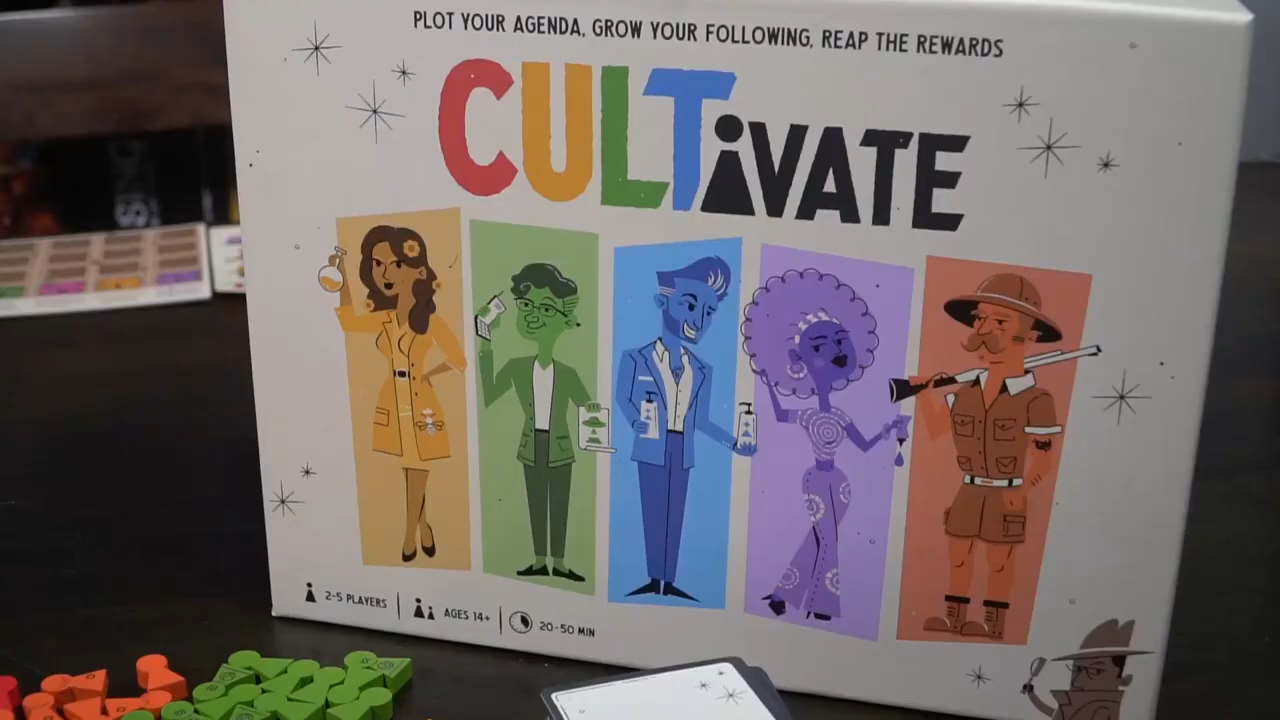 PLOT YOUR AGENDA, GROW YOUR FOLLOWING, REAP THE REWARDS
CULTiVATE
2-5 PLAYERS
AGES 14+
20-50 MIN